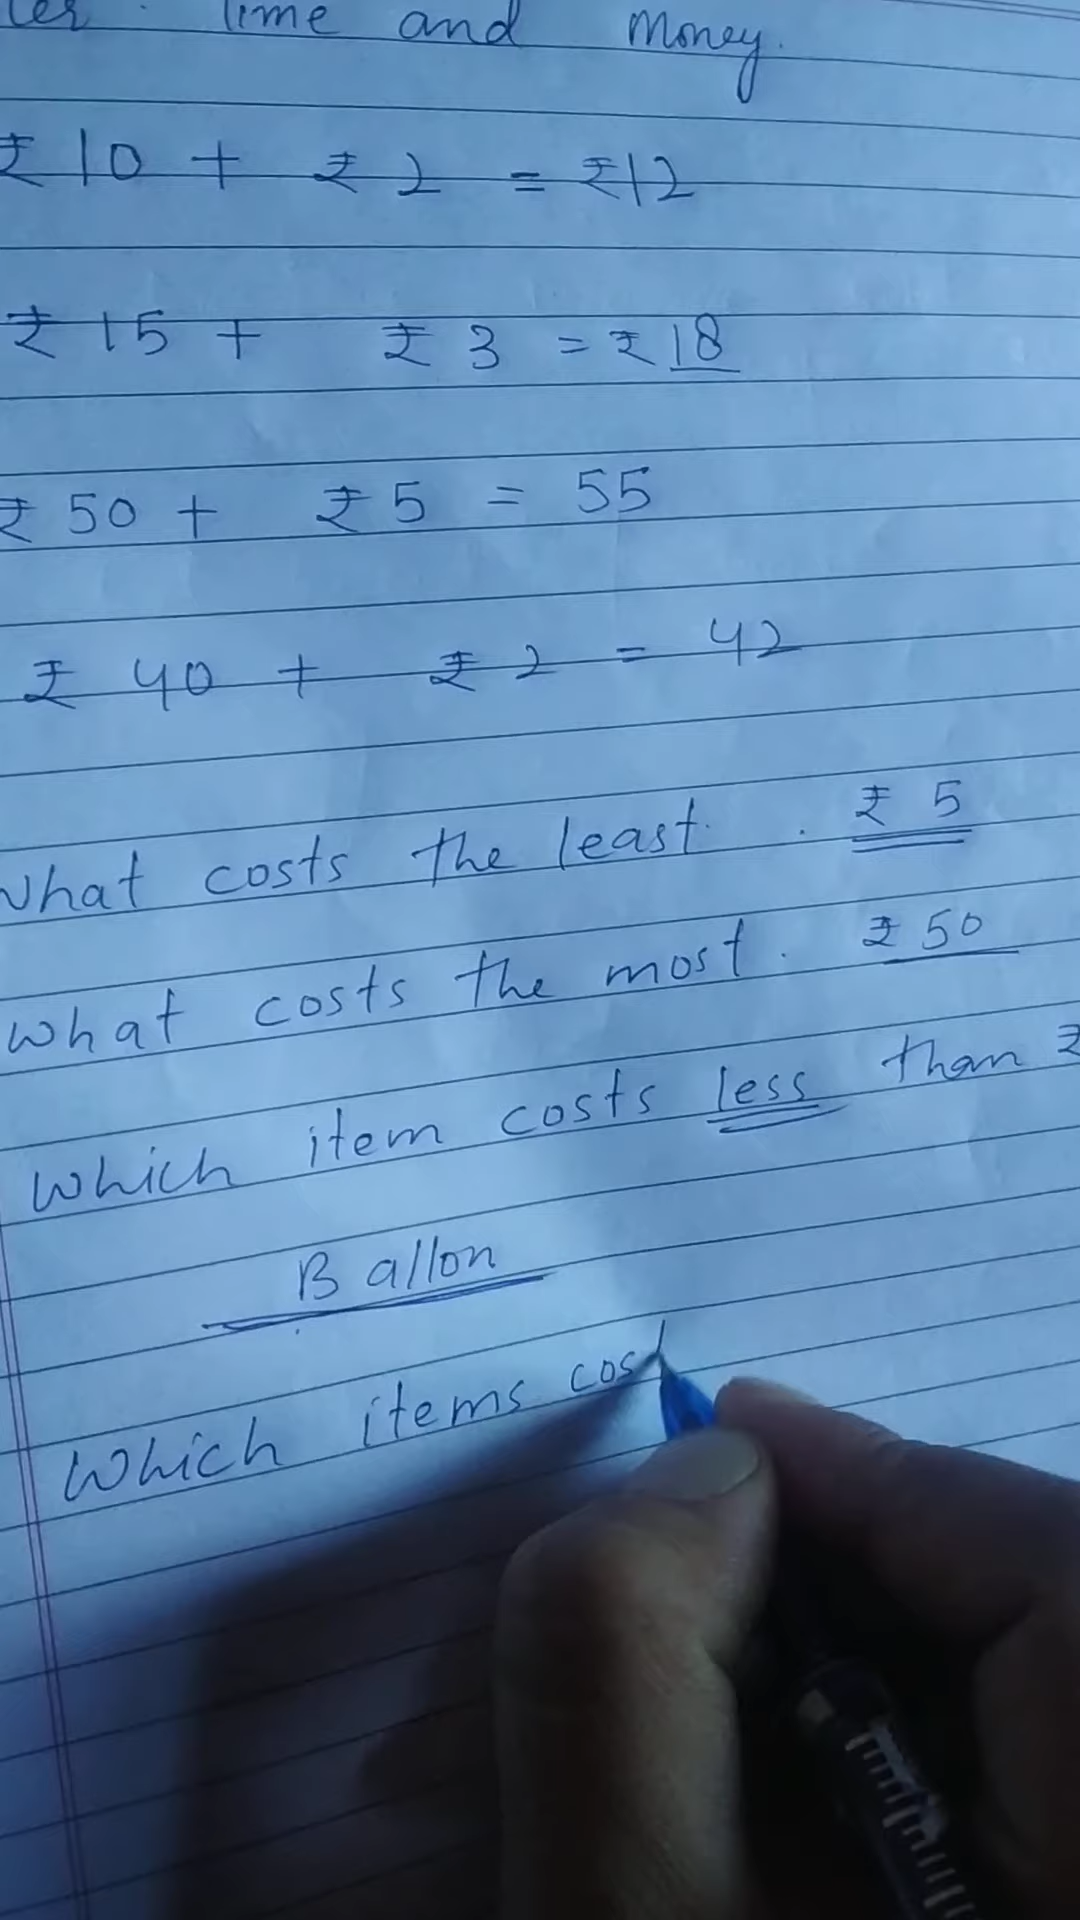 Time and Money.
₹ 10 + ₹ 2 = ₹12
₹ 15 + ₹ 3 = ₹ 18
₹ 50 + ₹ 5 = 55
₹ 40 + ₹ 2 = 42
What costs the least. . ₹ 5
What costs the most. ₹ 50
Which item costs less than ₹
Ballon
Which items cost